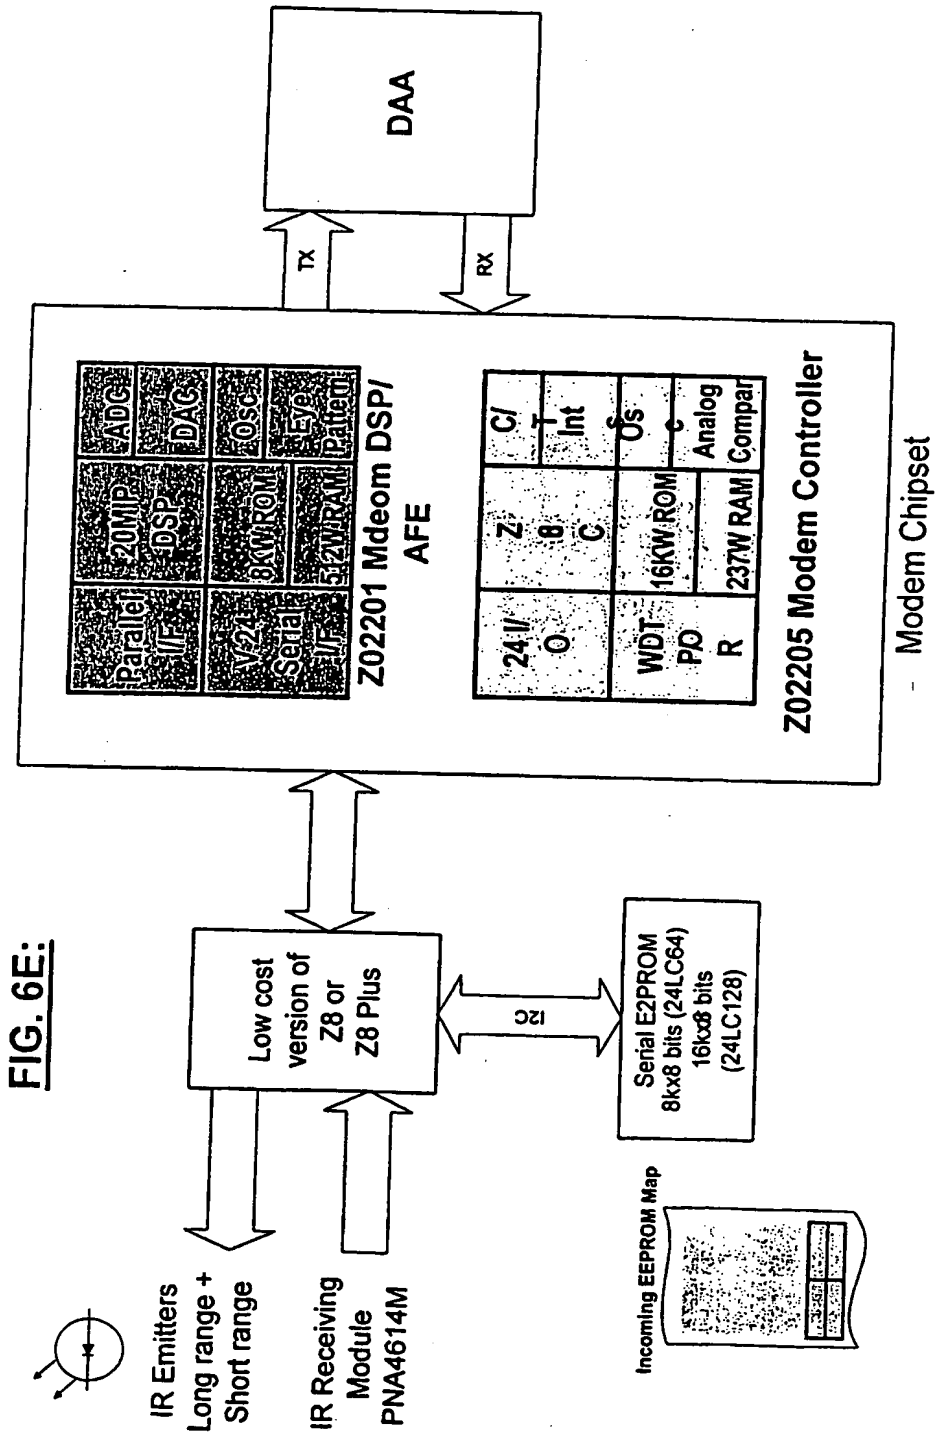 FIG. 6E:
IR Emitters
Long range +
Short range
IR Receiving
Module
PNA4614M
Low cost
version of
Z8 or
Z8 Plus
I2C
Serial E2PROM
8kx8 bits (24LC64)
16kx8 bits
(24LC128)
Incoming EEPROM Map
Parallel
I/F
20MIP
DSP
ADC
DAC
V.24
Serial
I/F
8KW ROM
512W RAM
Osc
Eye
Pattern
Z02201 Mdeom DSP/
AFE
24 I/
O
Z
8
C
C/
T
Int
WDT
P/O
R
16KW ROM
237W RAM
Os
c
Analog
Compar
Z02205 Modem Controller
Modem Chipset
TX
RX
DAA